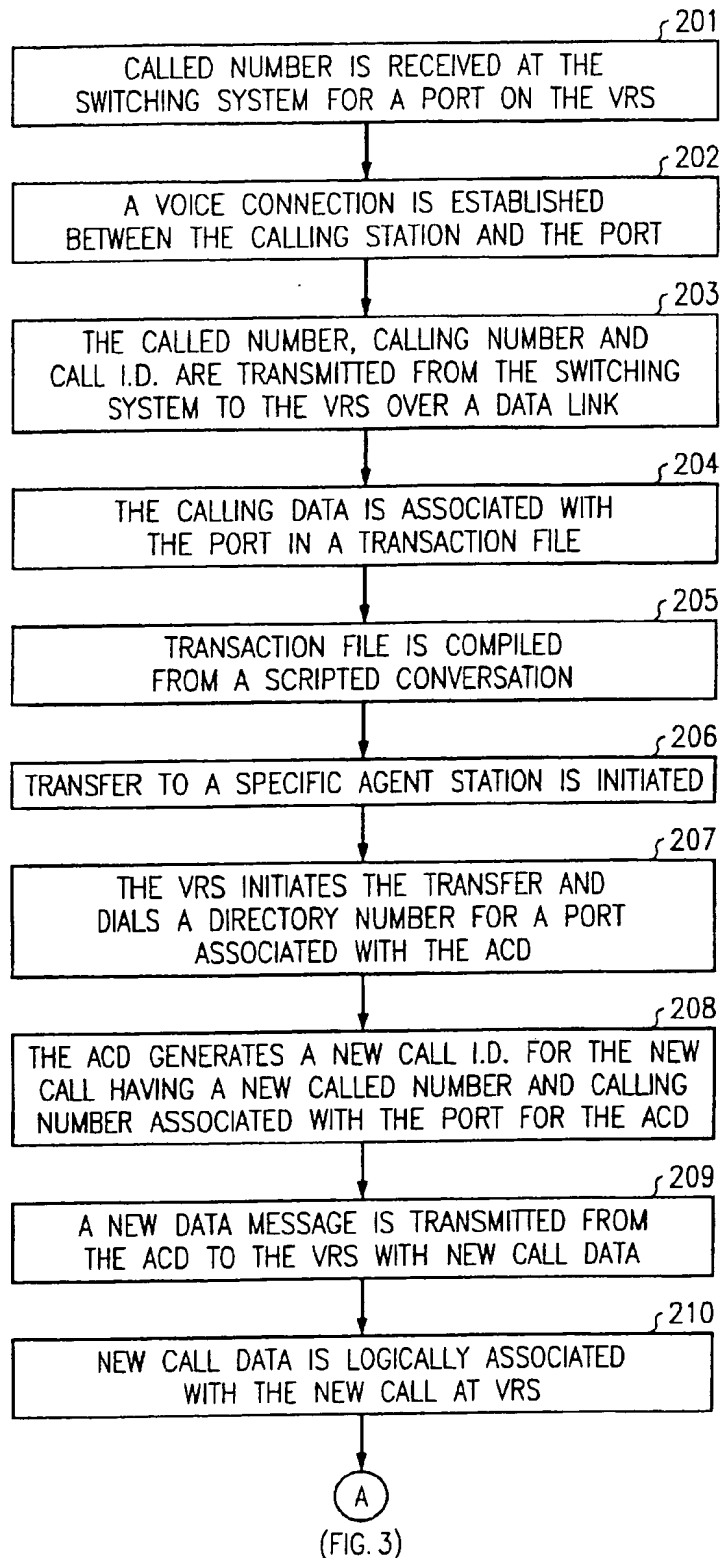 201
CALLED NUMBER IS RECEIVED AT THE
SWITCHING SYSTEM FOR A PORT ON THE VRS
202
A VOICE CONNECTION IS ESTABLISHED
BETWEEN THE CALLING STATION AND THE PORT
203
THE CALLED NUMBER, CALLING NUMBER AND
CALL I.D. ARE TRANSMITTED FROM THE SWITCHING
SYSTEM TO THE VRS OVER A DATA LINK
204
THE CALLING DATA IS ASSOCIATED WITH
THE PORT IN A TRANSACTION FILE
205
TRANSACTION FILE IS COMPILED
FROM A SCRIPTED CONVERSATION
206
TRANSFER TO A SPECIFIC AGENT STATION IS INITIATED
207
THE VRS INITIATES THE TRANSFER AND
DIALS A DIRECTORY NUMBER FOR A PORT
ASSOCIATED WITH THE ACD
208
THE ACD GENERATES A NEW CALL I.D. FOR THE NEW
CALL HAVING A NEW CALLED NUMBER AND CALLING
NUMBER ASSOCIATED WITH THE PORT FOR THE ACD
209
A NEW DATA MESSAGE IS TRANSMITTED FROM
THE ACD TO THE VRS WITH NEW CALL DATA
210
NEW CALL DATA IS LOGICALLY ASSOCIATED
WITH THE NEW CALL AT VRS
A
(FIG. 3)